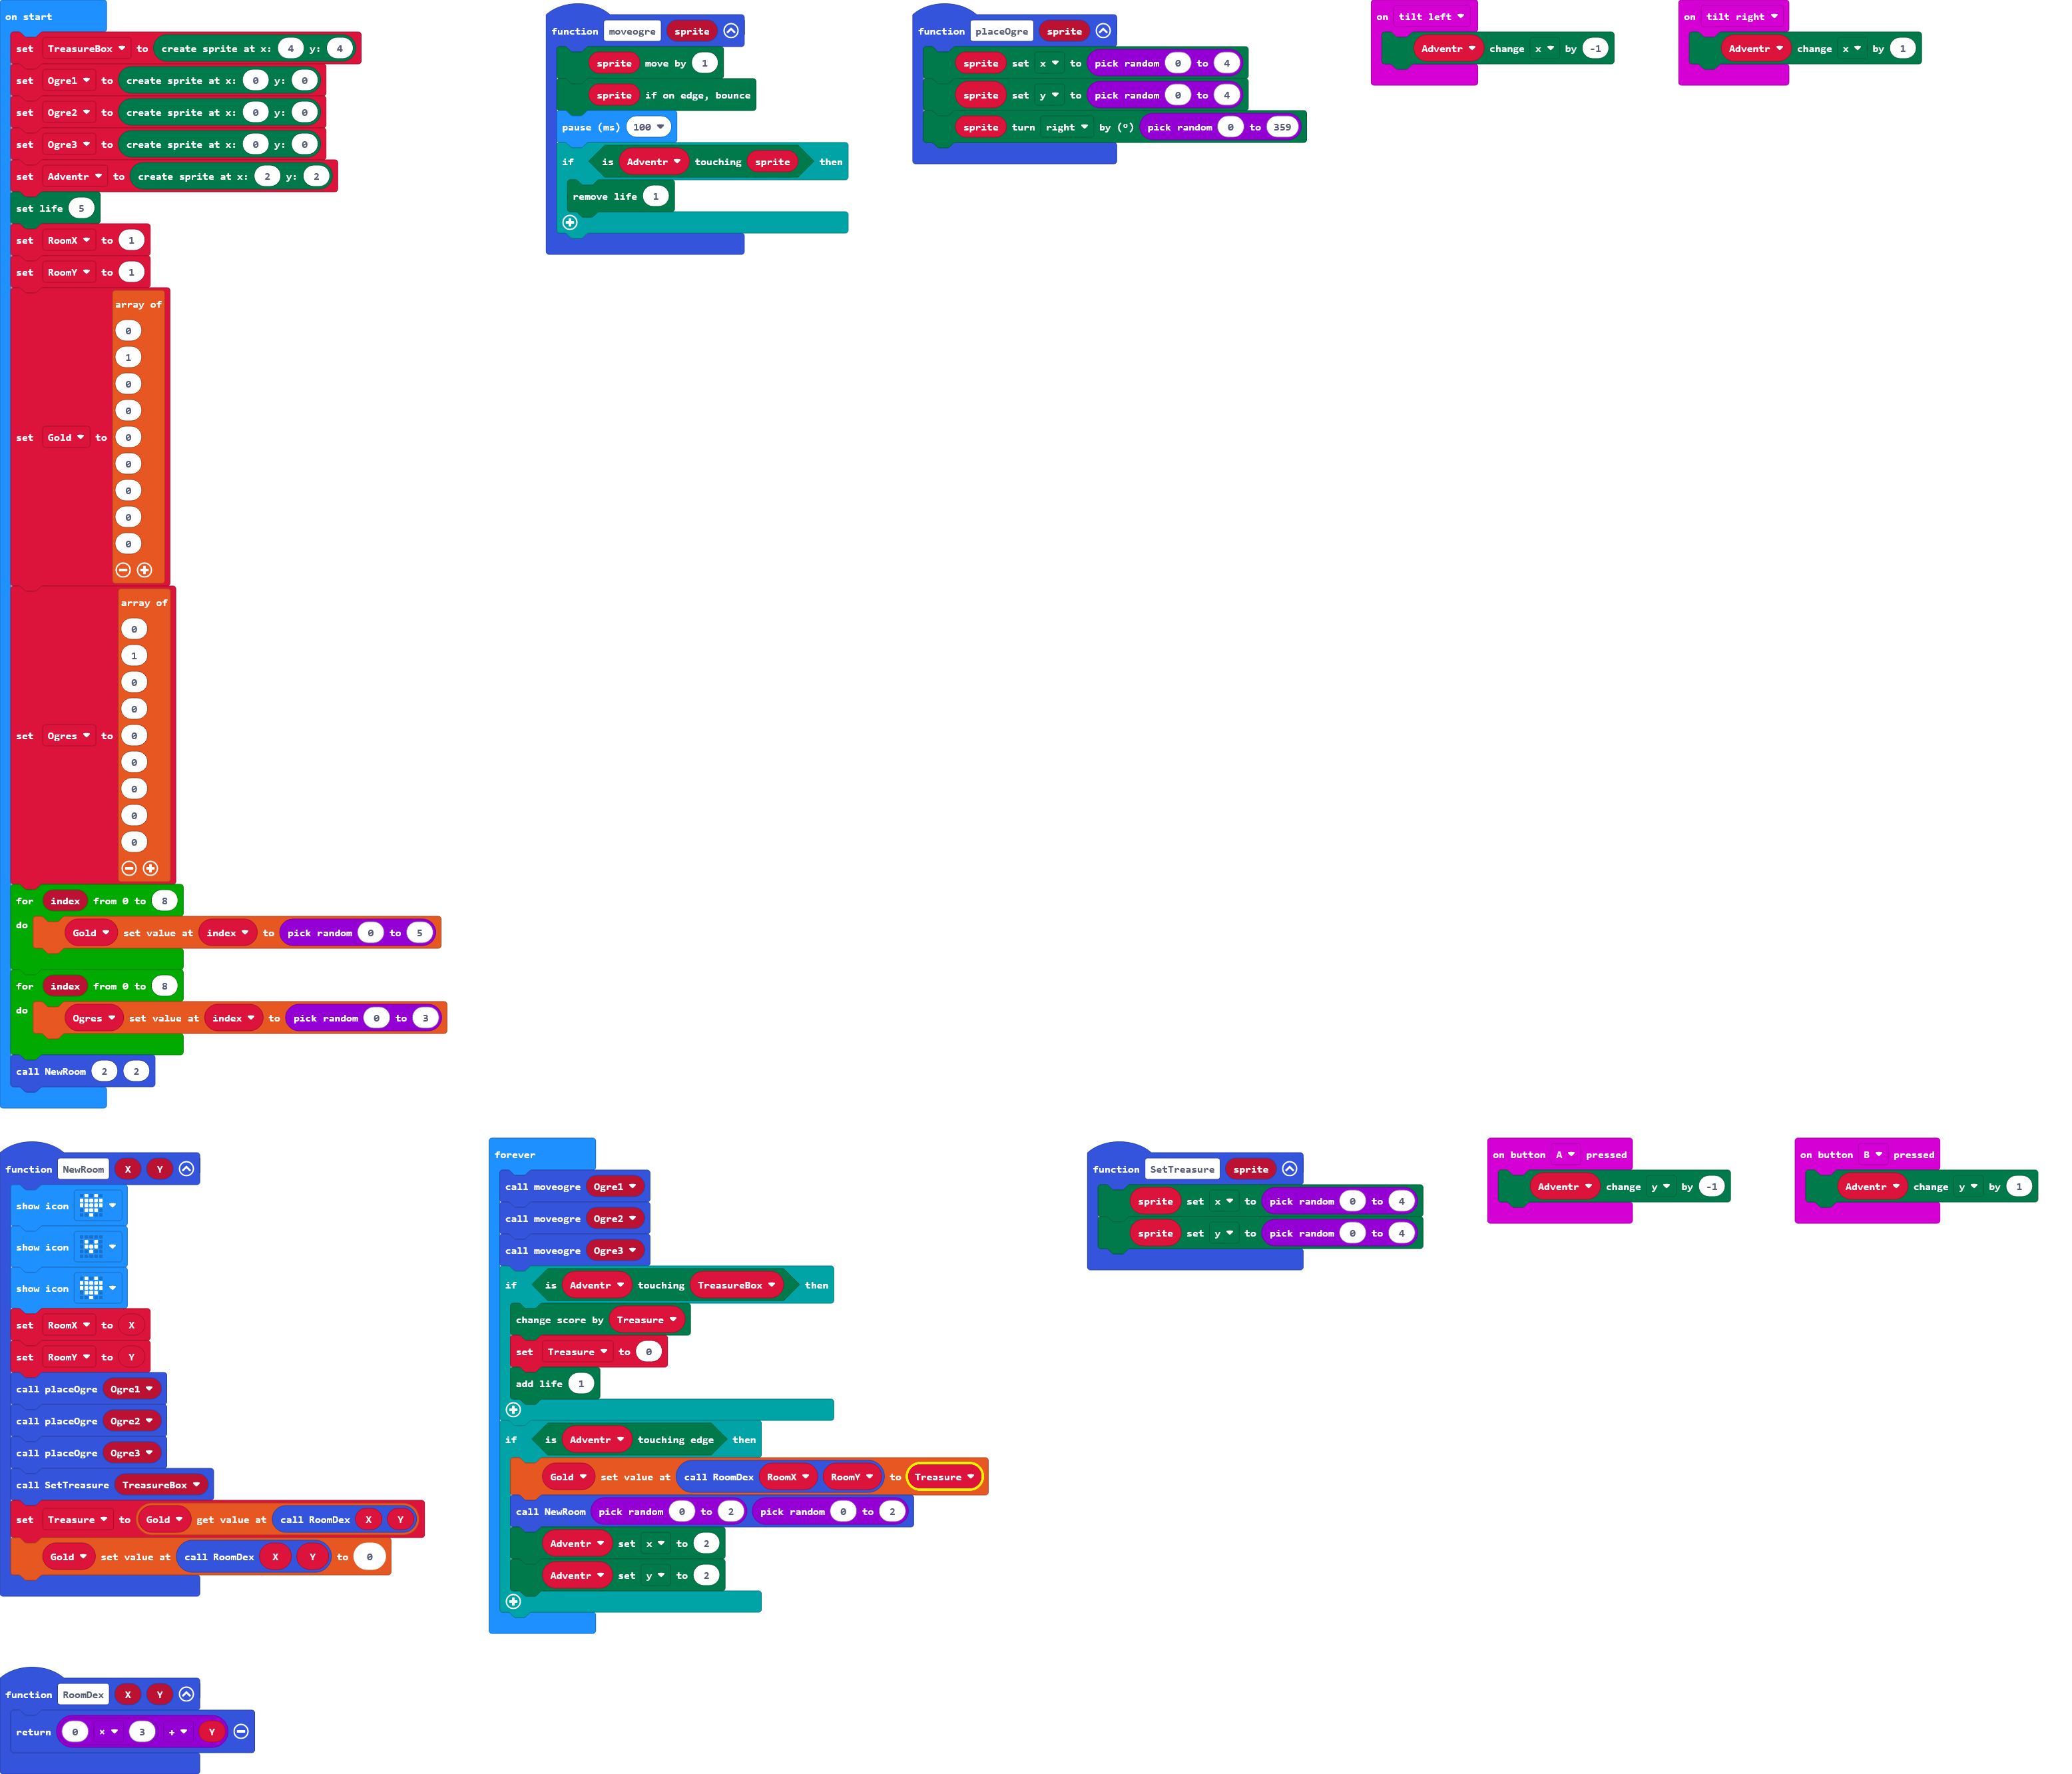 on start
set TreasureBox to create sprite at x: 4 y: 4
set Ogre1 to create sprite at x: 0 y: 0
set Ogre2 to create sprite at x: 0 y: 0
set Ogre3 to create sprite at x: 0 y: 0
set Adventr to create sprite at x: 2 y: 2
set life 5
set RoomX to 1
set RoomY to 1
set Gold to array of
0
1
0
0
0
0
0
0
0
set Ogres to array of
0
1
0
0
0
0
0
0
0
for index from 0 to 8
do Gold set value at index to pick random 0 to 5
for index from 0 to 8
do Ogres set value at index to pick random 0 to 3
call NewRoom 2 2
function moveogre sprite
sprite move by 1
sprite if on edge, bounce
pause (ms) 100
if is Adventr touching sprite then
remove life 1
function placeOgre sprite
sprite set x to pick random 0 to 4
sprite set y to pick random 0 to 4
sprite turn right by (°) pick random 0 to 359
on tilt left
Adventr change x by -1
on tilt right
Adventr change x by 1
function NewRoom X Y
show icon
show icon
show icon
set RoomX to X
set RoomY to Y
call placeOgre Ogre1
call placeOgre Ogre2
call placeOgre Ogre3
call SetTreasure TreasureBox
set Treasure to Gold get value at call RoomDex X Y
Gold set value at call RoomDex X Y to 0
forever
call moveogre Ogre1
call moveogre Ogre2
call moveogre Ogre3
if is Adventr touching TreasureBox then
change score by Treasure
set Treasure to 0
add life 1
if is Adventr touching edge then
Gold set value at call RoomDex RoomX RoomY to Treasure
call NewRoom pick random 0 to 2 pick random 0 to 2
Adventr set x to 2
Adventr set y to 2
function SetTreasure sprite
sprite set x to pick random 0 to 4
sprite set y to pick random 0 to 4
on button A pressed
Adventr change y by -1
on button B pressed
Adventr change y by 1
function RoomDex X Y
return 0 × 3 + Y